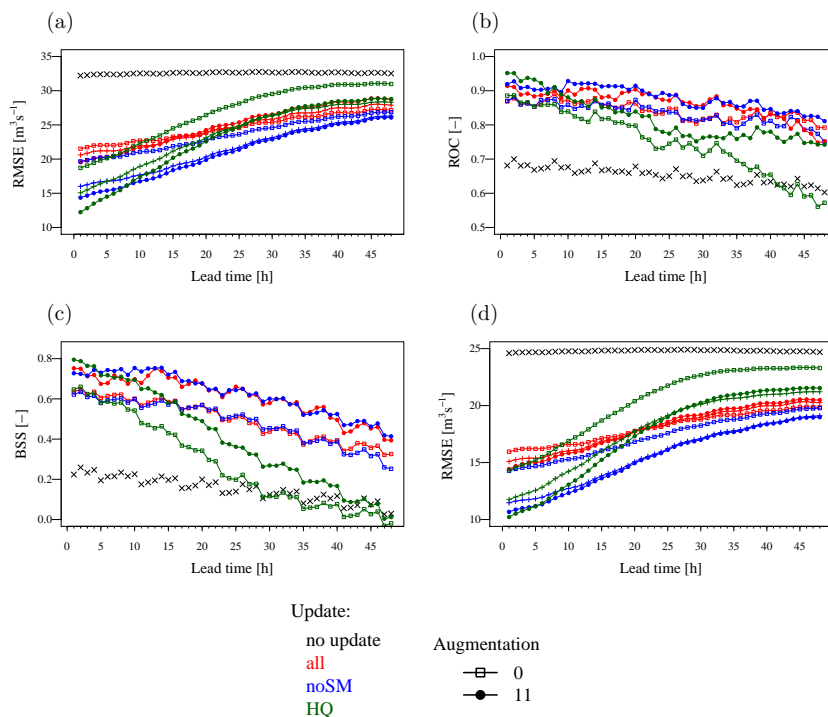 (a)
(b)
RMSE [m³s⁻¹]
35
30
25
20
15
10
0 5 10 15 20 25 30 35 40 45
Lead time [h]
ROC [–]
1.0
0.9
0.8
0.7
0.6
0.5
0 5 10 15 20 25 30 35 40 45
Lead time [h]
(c)
(d)
BSS [–]
0.8
0.6
0.4
0.2
0.0
0 5 10 15 20 25 30 35 40 45
Lead time [h]
RMSE [m³s⁻¹]
25
20
15
10
0 5 10 15 20 25 30 35 40 45
Lead time [h]
Update:
no update
all
noSM
HQ
Augmentation
0
11